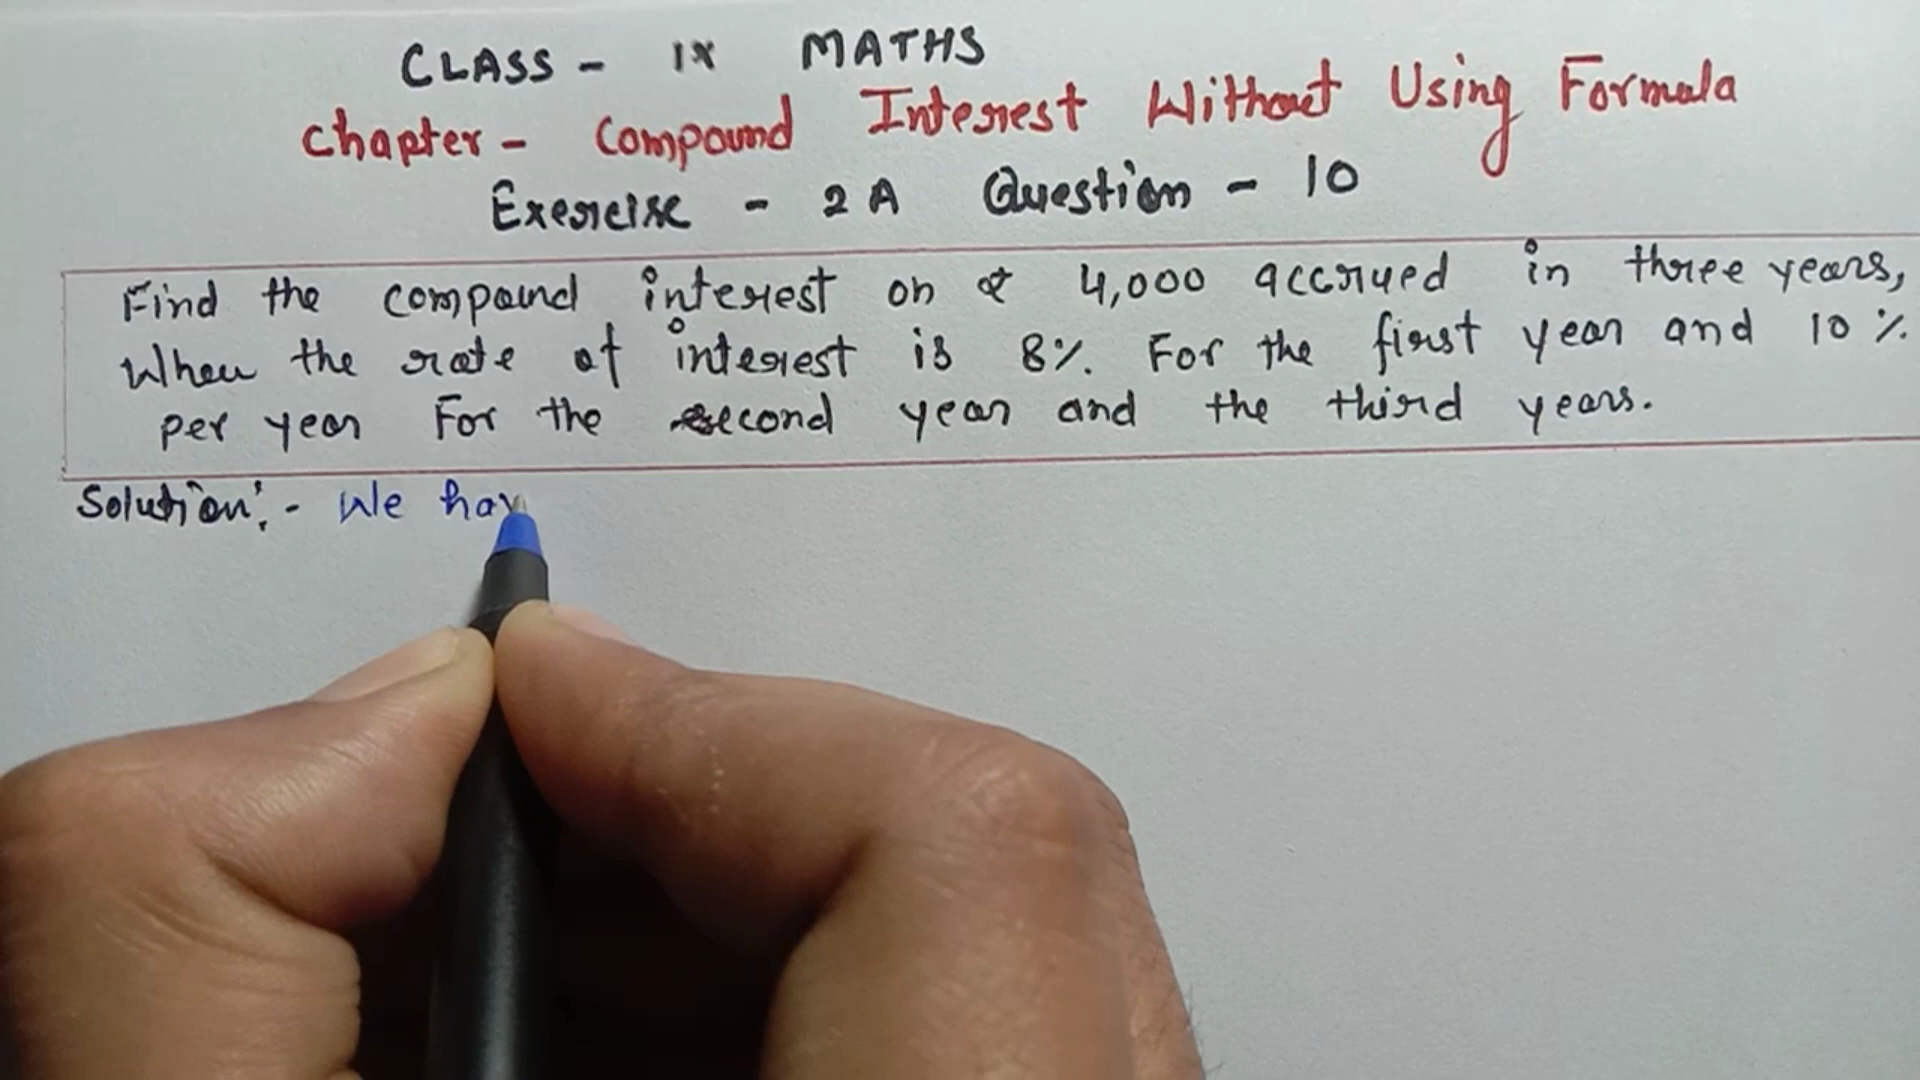 CLASS - IX MATHS
Chapter - Compound Interest Without Using Formula
Exercise - 2A Question - 10
Find the compound interest on ₹ 4,000 accrued in three years,
When the rate of interest is 8% For the first year and 10%
per year For the second year and the third years.
Solution:- We hav